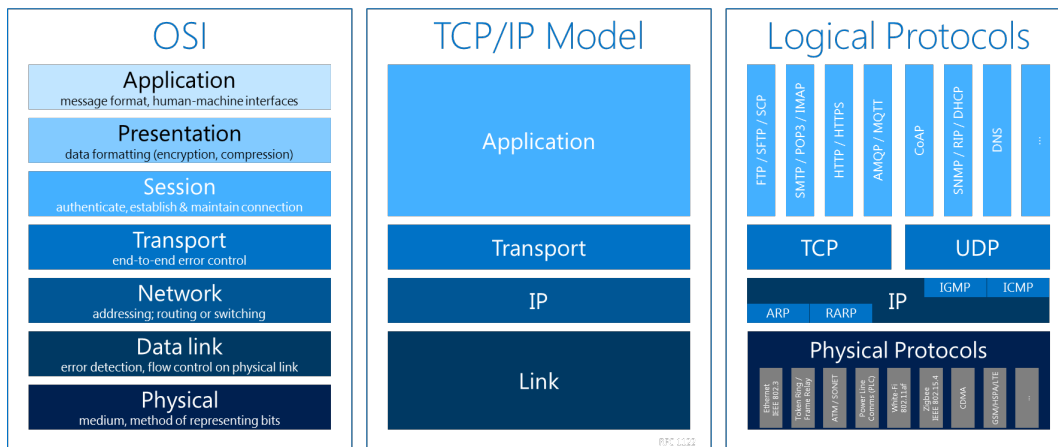 OSI
Application
message format, human-machine interfaces
Presentation
data formatting (encryption, compression)
Session
authenticate, establish & maintain connection
Transport
end-to-end error control
Network
addressing; routing or switching
Data link
error detection, flow control on physical link
Physical
medium, method of representing bits
TCP/IP Model
Application
Transport
IP
Link
RFC 1122
Logical Protocols
FTP / SFTP / SCP
SMTP / POP3 / IMAP
HTTP / HTTPS
AMQP / MQTT
CoAP
SNMP / RIP / DHCP
DNS
...
TCP
UDP
IP
IGMP
ICMP
ARP
RARP
Physical Protocols
Ethernet
IEEE 802.3
Token Ring /
Frame Relay
ATM / SONET
Power Line
Comms (PLC)
White-Fi
802.11af
Zigbee
IEEE 802.15.4
CDMA
GSM/HSPA/LTE
...